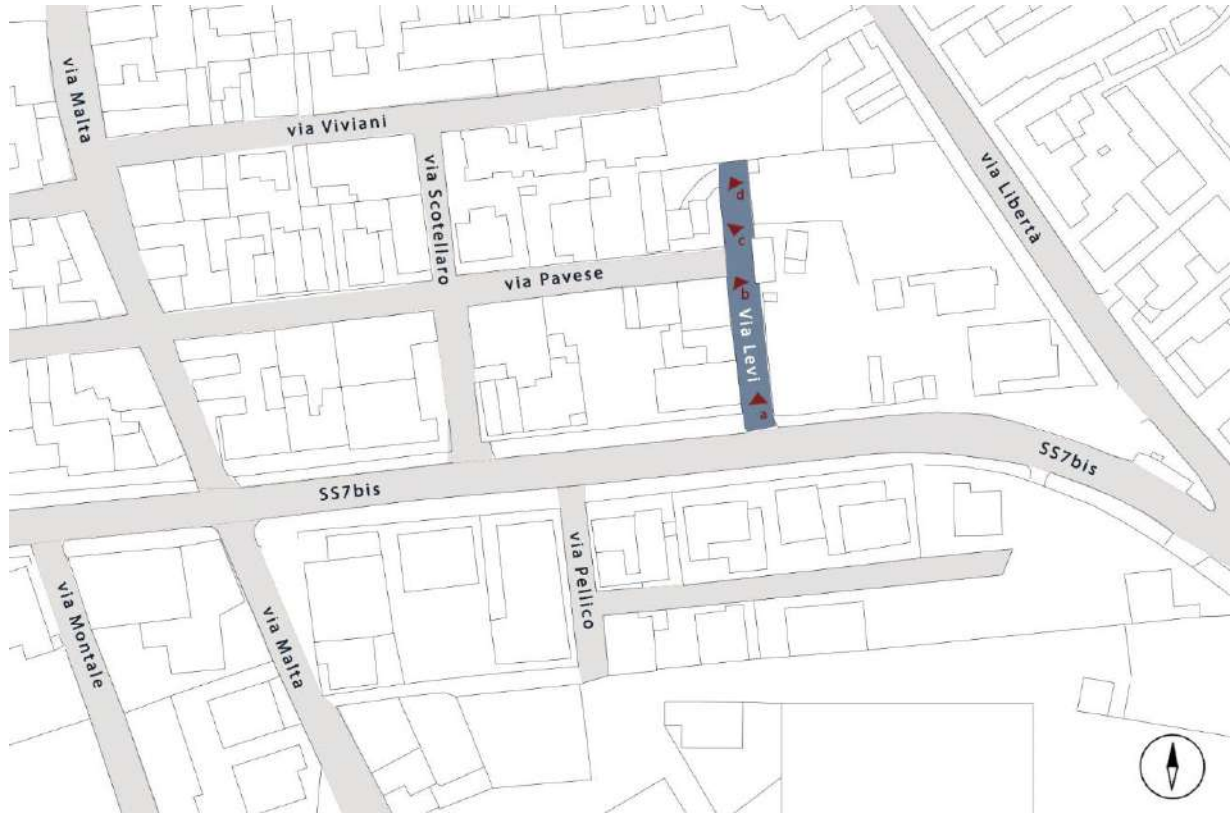 via Malta
via Viviani
via Scotellaro
via Libertà
d
c
via Pavese
b
Via Levi
a
SS7bis
SS7bis
via Pellico
via Montale
via Malta